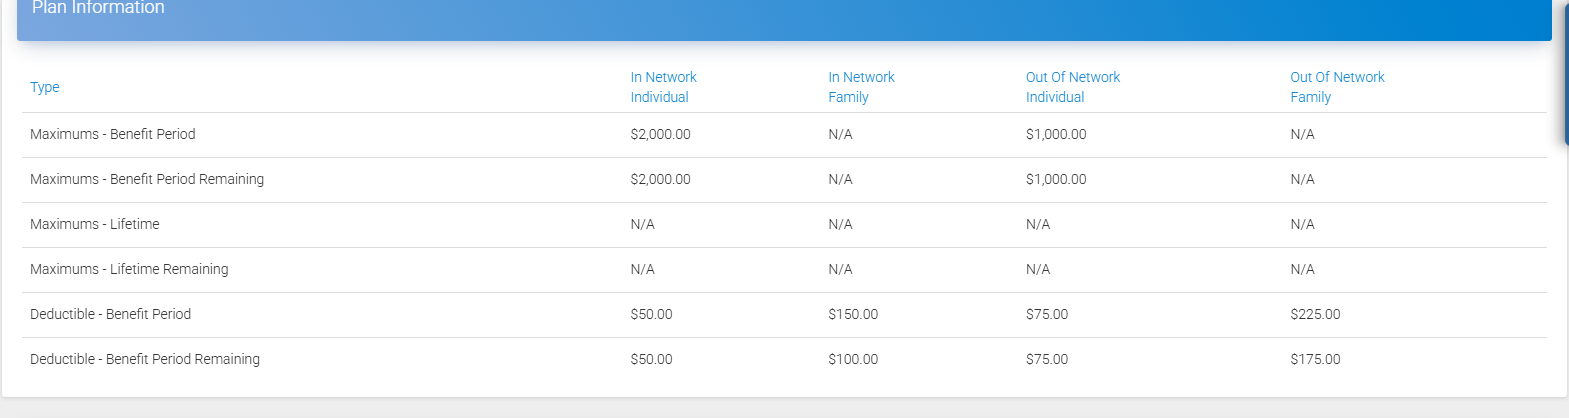 Plan Information
Type In Network Individual In Network Family Out Of Network Individual Out Of Network Family
Maximums - Benefit Period $2,000.00 N/A $1,000.00 N/A
Maximums - Benefit Period Remaining $2,000.00 N/A $1,000.00 N/A
Maximums - Lifetime N/A N/A N/A N/A
Maximums - Lifetime Remaining N/A N/A N/A N/A
Deductible - Benefit Period $50.00 $150.00 $75.00 $225.00
Deductible - Benefit Period Remaining $50.00 $100.00 $75.00 $175.00